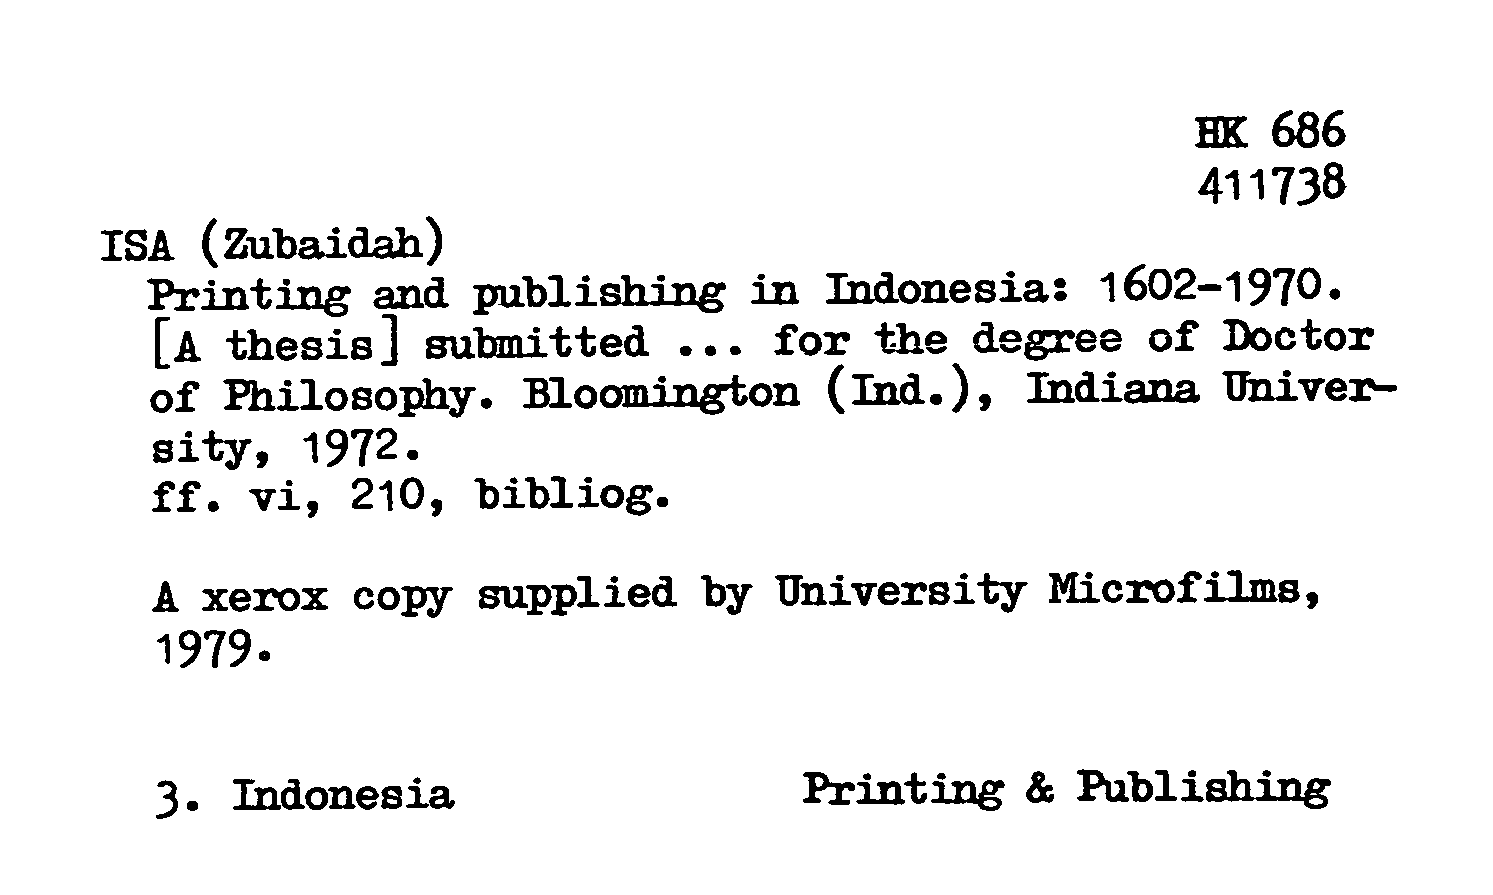 HK 686
411738
ISA (Zubaidah)
Printing and publishing in Indonesia: 1602-1970.
[A thesis] submitted ... for the degree of Doctor
of Philosophy. Bloomington (Ind.), Indiana Univer-
sity, 1972.
ff. vi, 210, bibliog.
A xerox copy supplied by University Microfilms,
1979.
3. Indonesia Printing & Publishing